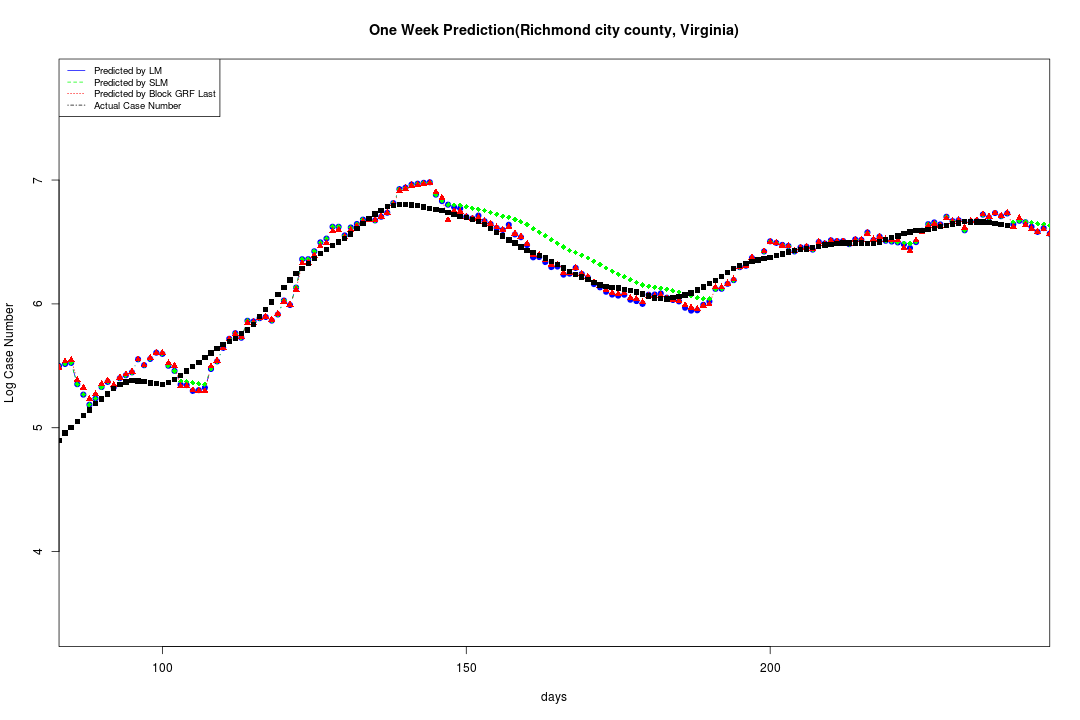 One Week Prediction(Richmond city county, Virginia)
Predicted by LM
Predicted by SLM
Predicted by Block GRF Last
Actual Case Number
7
6
5
4
Log Case Number
100 150 200
days